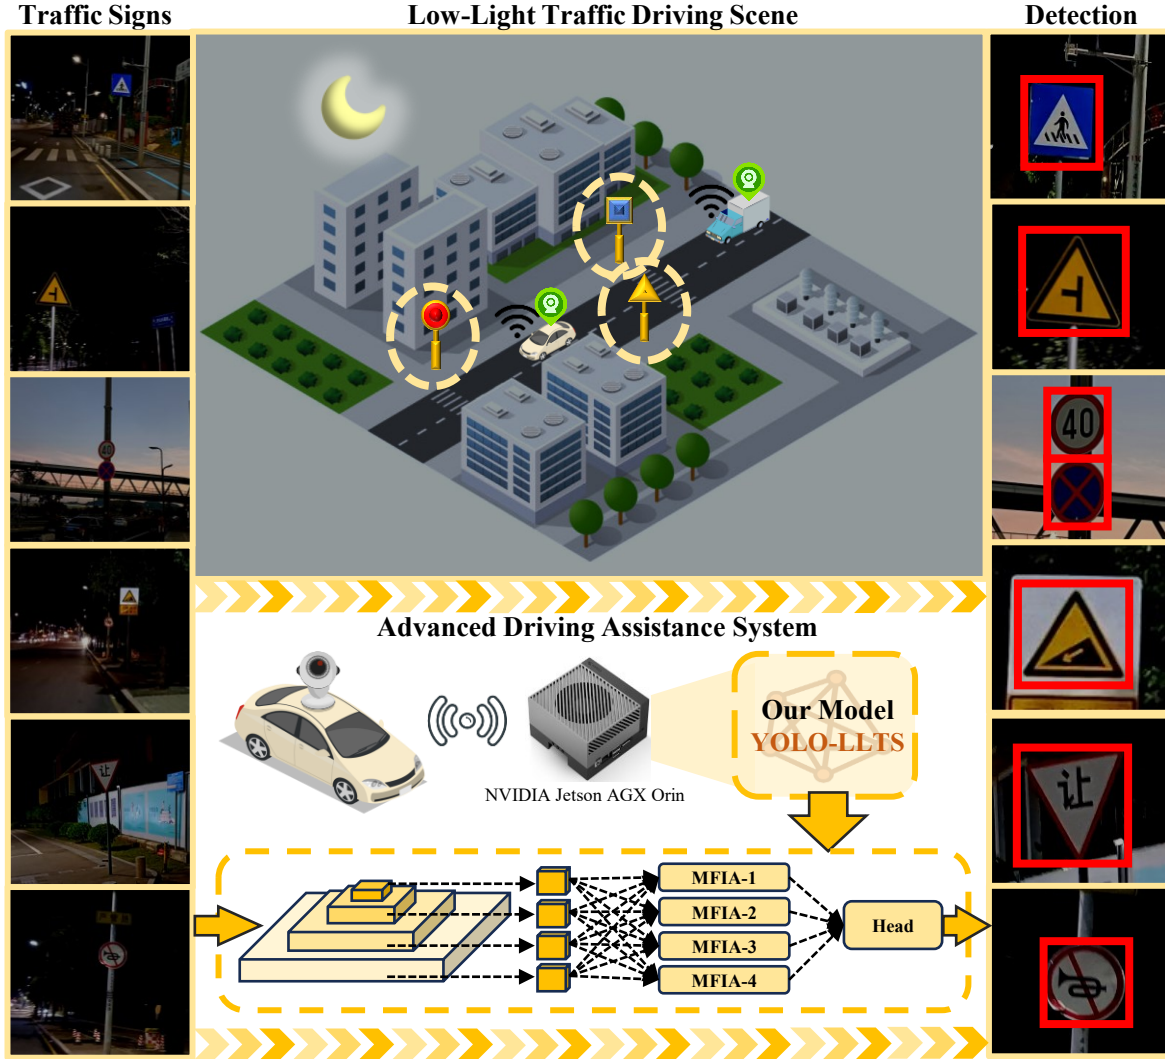 Traffic Signs
Low-Light Traffic Driving Scene
Detection
40
40
Advanced Driving Assistance System
Our Model
YOLO-LLTS
NVIDIA Jetson AGX Orin
让
让
MFIA-1
MFIA-2
MFIA-3
MFIA-4
Head